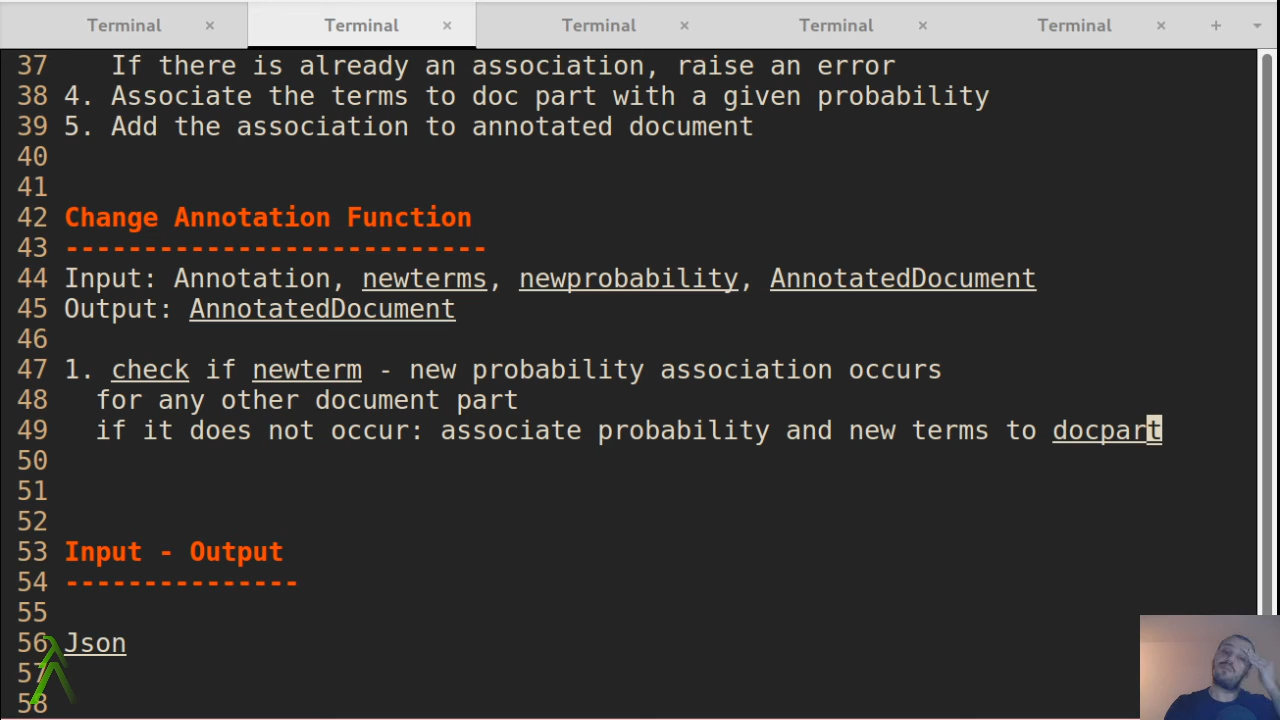 Terminal × Terminal × Terminal × Terminal × Terminal × +
37 If there is already an association, raise an error
38 4. Associate the terms to doc part with a given probability
39 5. Add the association to annotated document
40
41
42 Change Annotation Function
43 ---------------------------
44 Input: Annotation, newterms, newprobability, AnnotatedDocument
45 Output: AnnotatedDocument
46
47 1. check if newterm - new probability association occurs
48 for any other document part
49 if it does not occur: associate probability and new terms to docpart
50
51
52
53 Input - Output
54 ---------------
55
56 Json
57
58